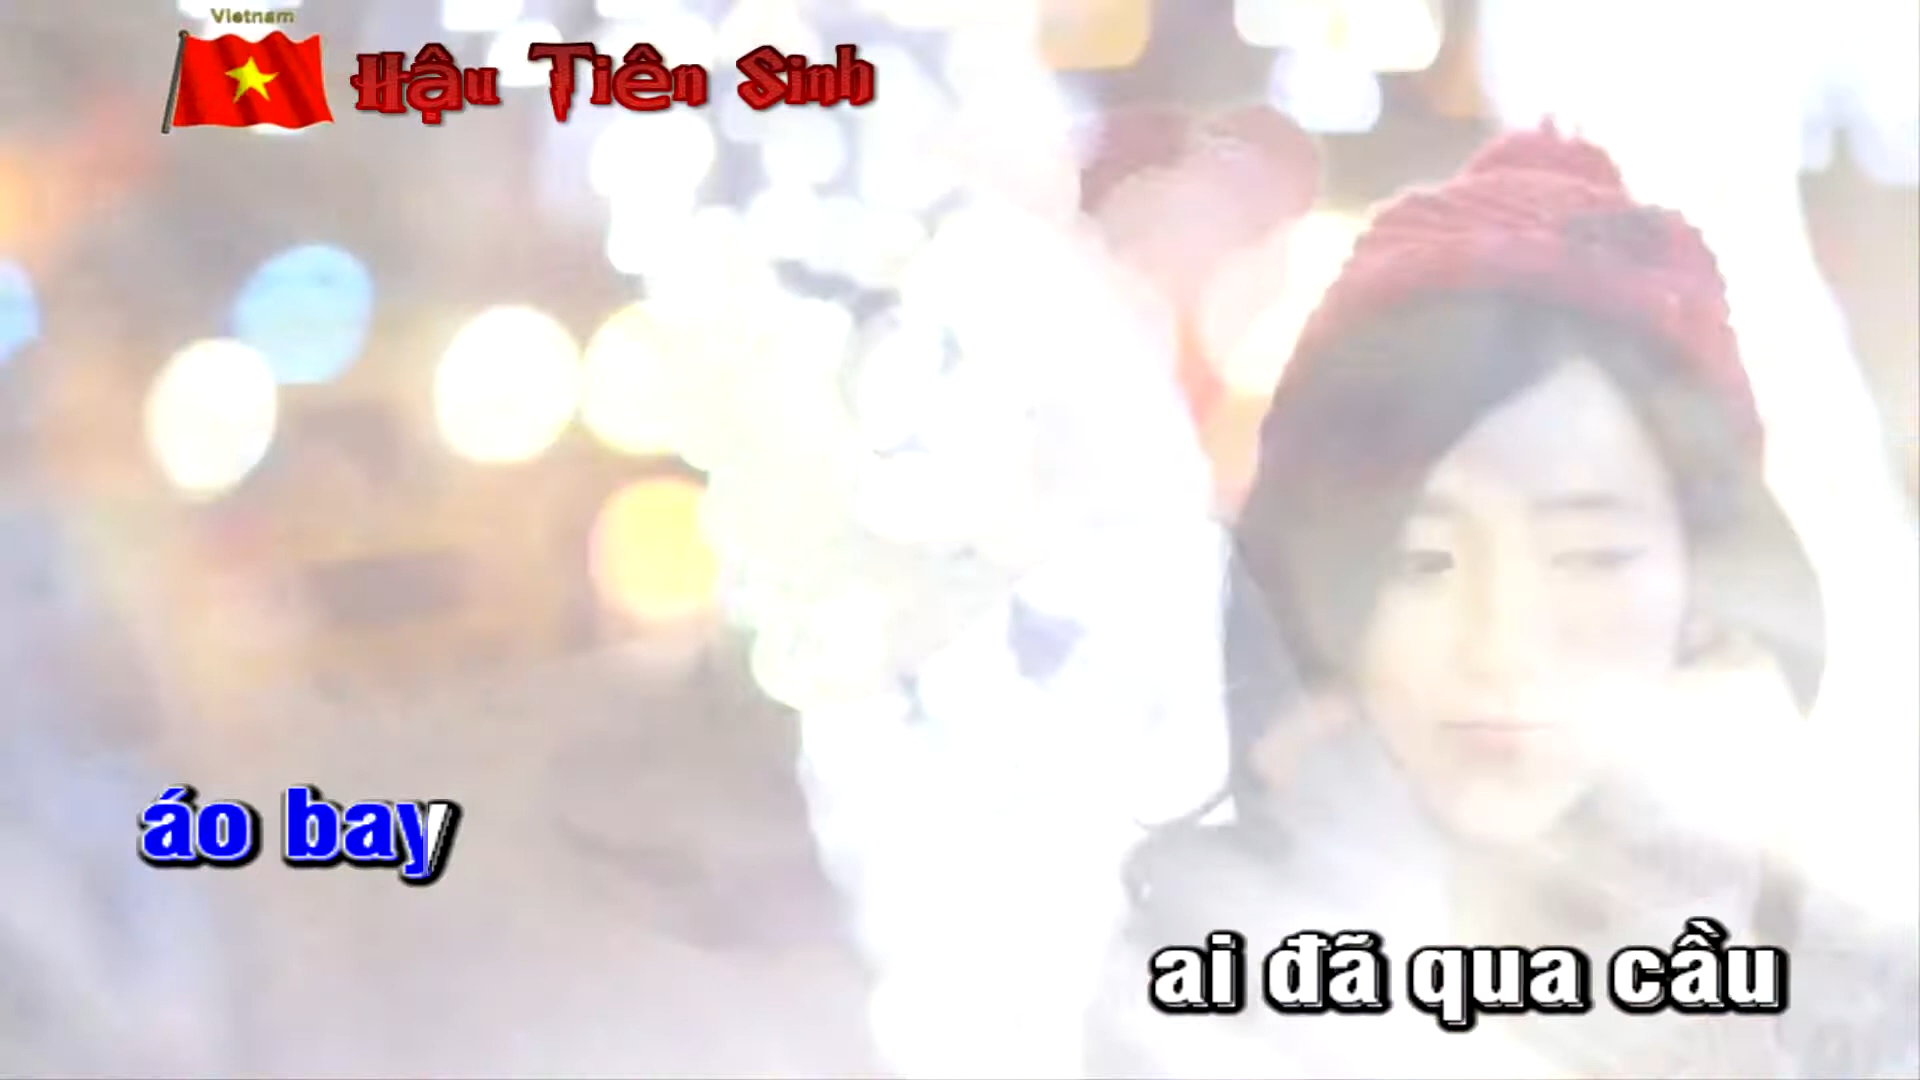 Vietnam
Hậu Tiên Sinh
áo bay
ai đã qua cầu